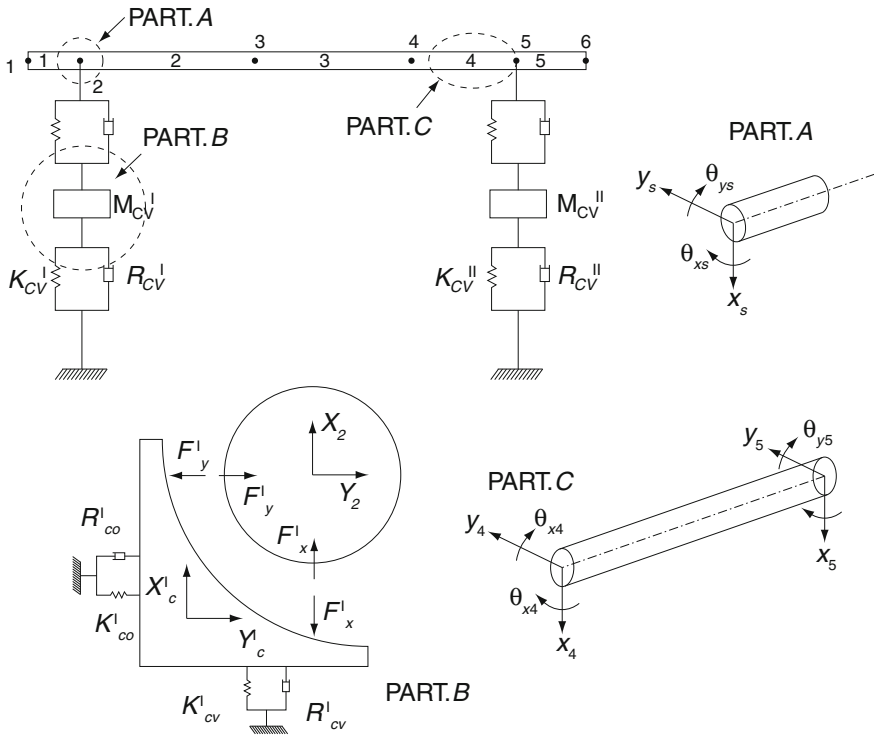 PART.A
3 4 5 6
1 1 2 3 4 5
2
PART.B
PART.C
M_CV^I M_CV^II
K_CV^I R_CV^I K_CV^II R_CV^II
PART.A
y_s θ_ys
θ_xs
x_s
X_2
Y_2
F^I_y
F^I_y
F^I_x
F^I_x
R^I_co
K^I_co
X^I_c
Y^I_c
K^I_cv R^I_cv
PART.B
PART.C
y_5 θ_y5
x_5
y_4 θ_x4
θ_x4
x_4